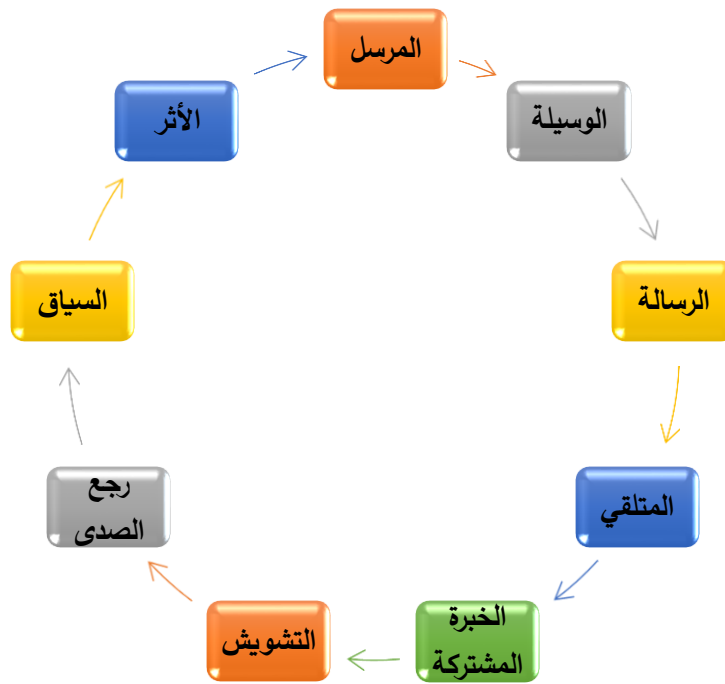 المرسل
الوسيلة
الرسالة
المتلقي
الخبرة
المشتركة
التشويش
رجع
الصدى
السياق
الأثر